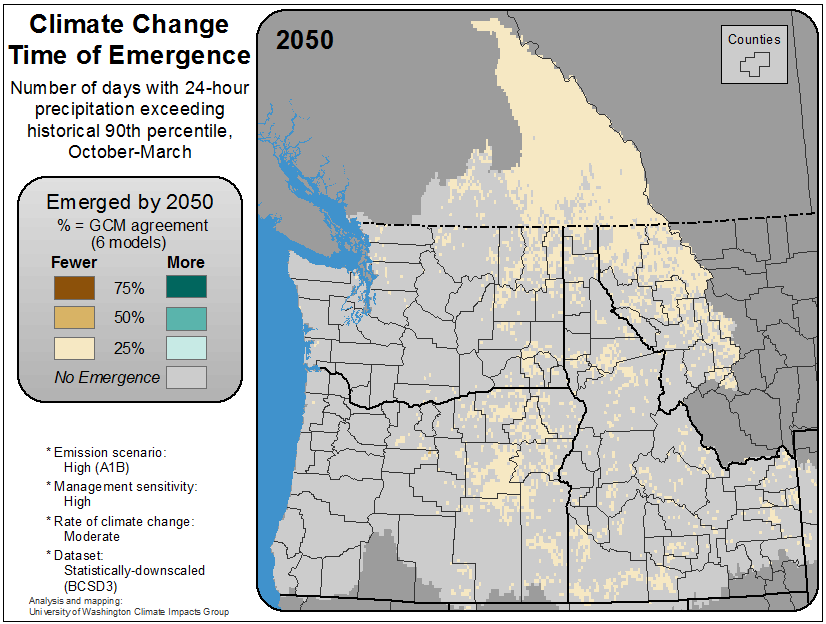 Climate Change
Time of Emergence
Number of days with 24-hour
precipitation exceeding
historical 90th percentile,
October-March
Emerged by 2050
% = GCM agreement
(6 models)
Fewer More
75%
50%
25%
No Emergence
* Emission scenario:
High (A1B)
* Management sensitivity:
High
* Rate of climate change:
Moderate
* Dataset:
Statistically-downscaled
(BCSD3)
Analysis and mapping:
University of Washington Climate Impacts Group
2050
Counties